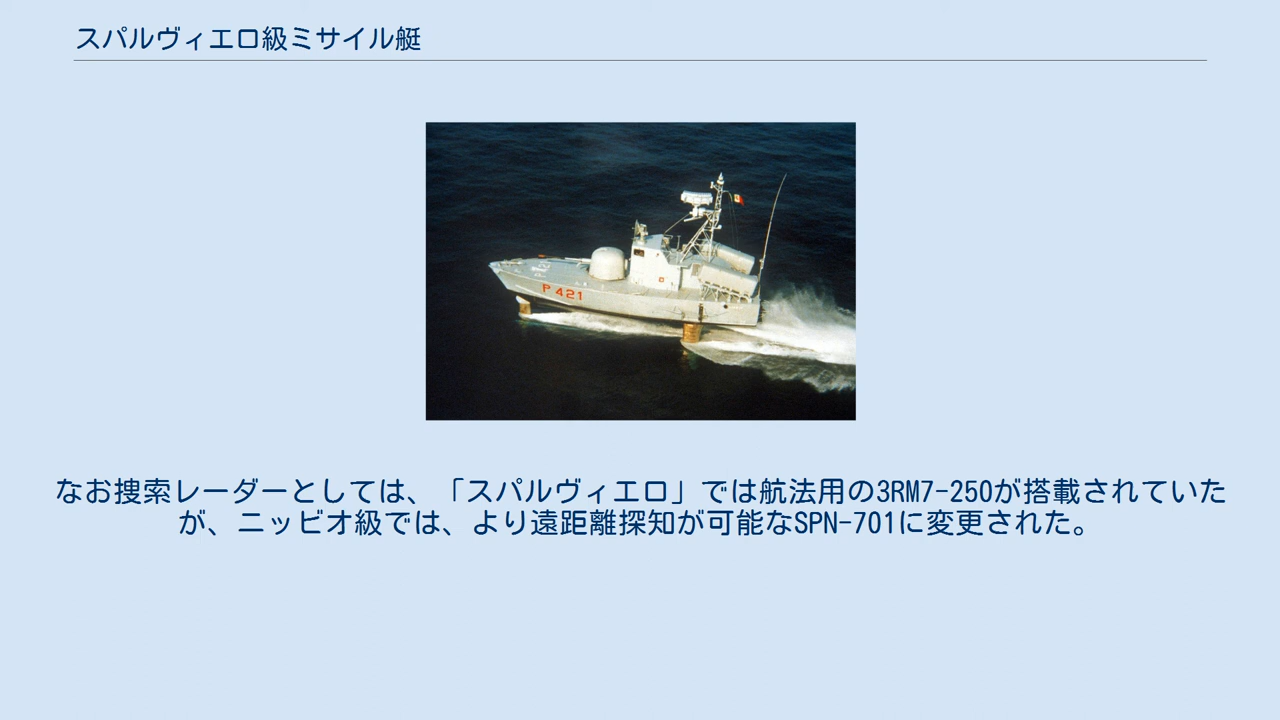 スパルヴィエロ級ミサイル艇
P 421
なお捜索レーダーとしては、「スパルヴィエロ」では航法用の3RM7-250が搭載されていた
が、ニッビオ級では、より遠距離探知が可能なSPN-701に変更された。